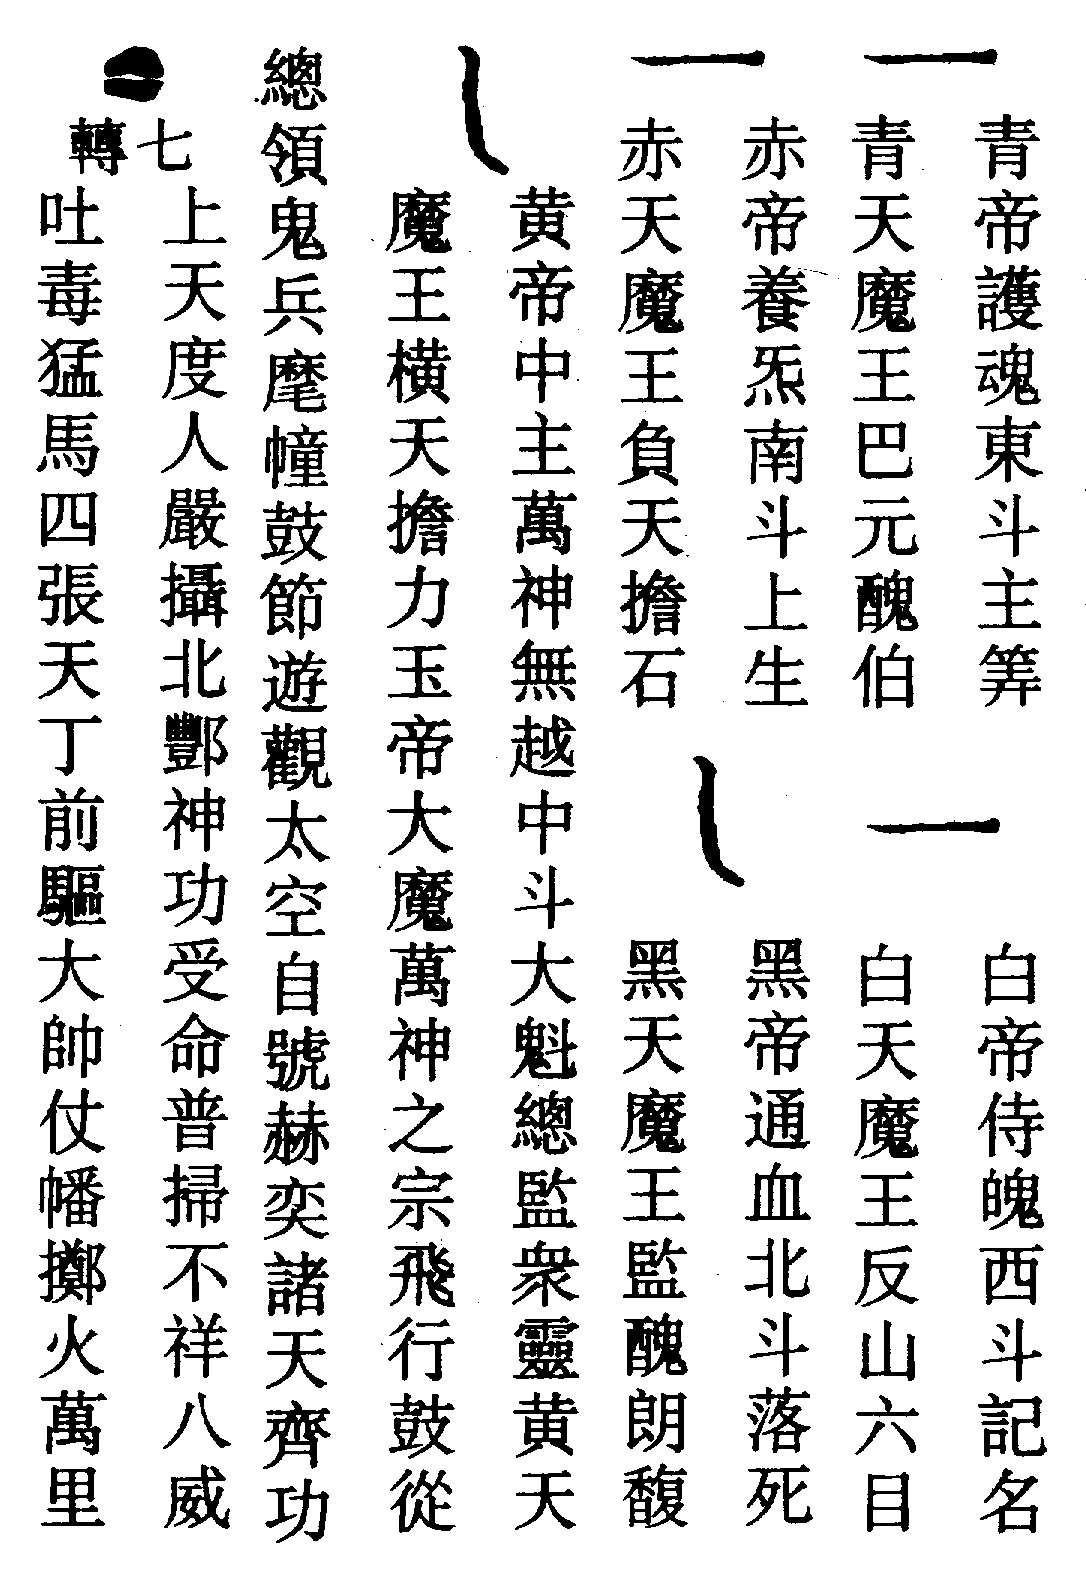 青帝護魂東斗主筭
白帝侍魄西斗記名
青天魔王巴元醜伯
白天魔王反山六目
赤帝養炁南斗上生
黑帝通血北斗落死
赤天魔王負天擔石
黑天魔王監醜朗馥
黃帝中主萬神無越中斗大魁總監衆靈黃天
魔王橫天擔力玉帝大魔萬神之宗飛行鼓從
總領鬼兵麾幢鼓節遊觀太空自號赫奕諸天齊功
七轉
上天度人嚴攝北酆神功受命普掃不祥八威
吐毒猛馬四張天丁前驅大帥仗幡擲火萬里